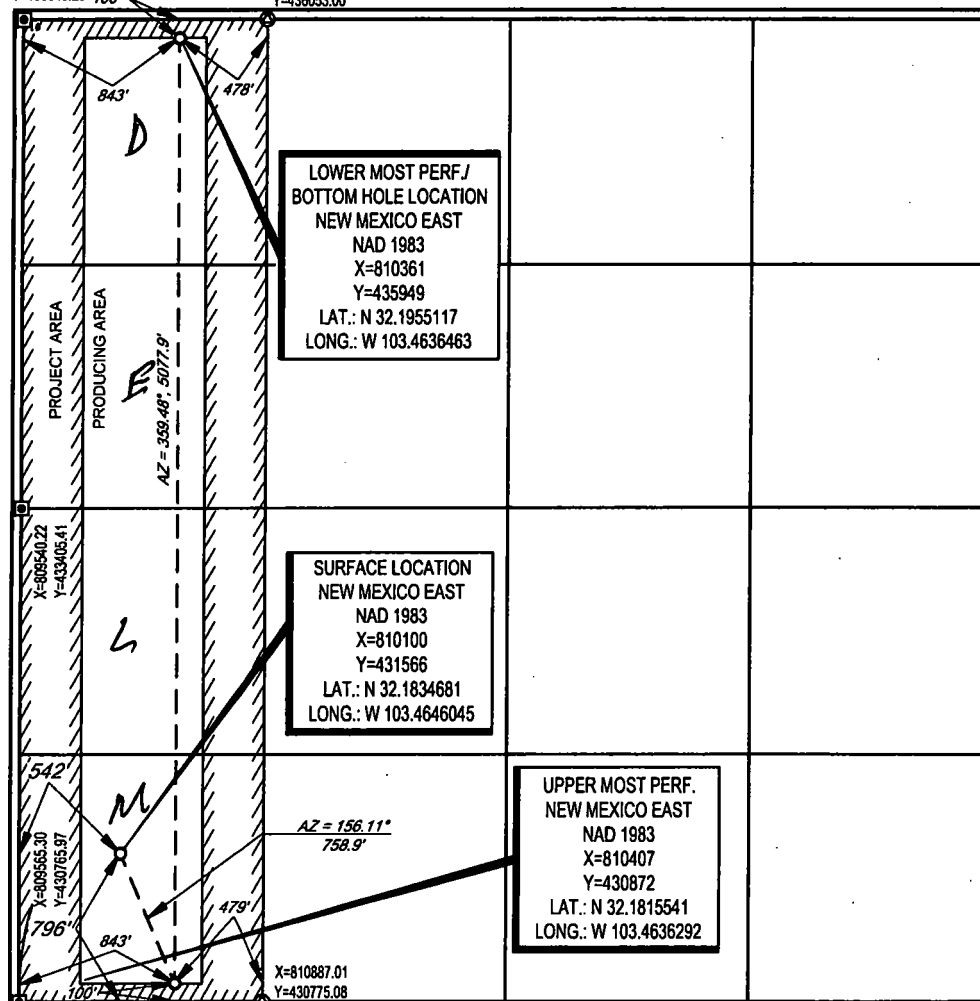 100'
Y=436053.00
843'
478'
D
LOWER MOST PERF./
BOTTOM HOLE LOCATION
NEW MEXICO EAST
NAD 1983
X=810361
Y=435949
LAT.: N 32.1955117
LONG.: W 103.4636463
PROJECT AREA
PRODUCING AREA
E
AZ = 359.48°, 5077.9'
X=809540.22
Y=433405.41
L
SURFACE LOCATION
NEW MEXICO EAST
NAD 1983
X=810100
Y=431566
LAT.: N 32.1834681
LONG.: W 103.4646045
542'
M
AZ = 156.11°
758.9'
X=809565.30
Y=430765.97
796'
843'
479'
100'
UPPER MOST PERF.
NEW MEXICO EAST
NAD 1983
X=810407
Y=430872
LAT.: N 32.1815541
LONG.: W 103.4636292
X=810887.01
Y=430775.08